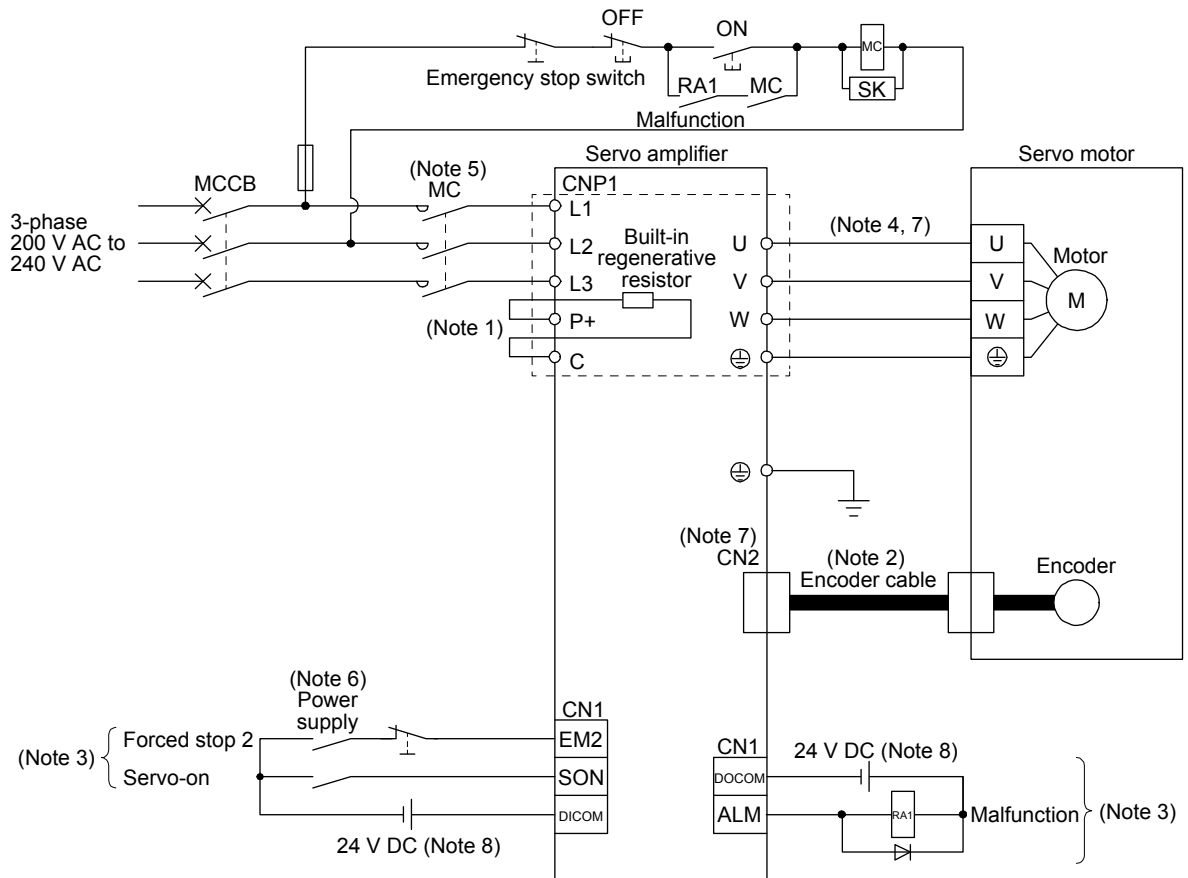 OFF
ON
MC
Emergency stop switch
RA1
MC
SK
Malfunction
Servo amplifier
Servo motor
MCCB
(Note 5)
MC
CNP1
3-phase
200 V AC to
240 V AC
L1
L2
L3
P+
C
Built-in
regenerative
resistor
(Note 1)
U
V
W
(Note 4, 7)
U
V
W
Motor
M
(Note 7)
CN2
(Note 2)
Encoder cable
Encoder
(Note 6)
Power
supply
(Note 3)
Forced stop 2
Servo-on
CN1
EM2
SON
DICOM
24 V DC (Note 8)
CN1
DOCOM
ALM
24 V DC (Note 8)
RA1
Malfunction
(Note 3)